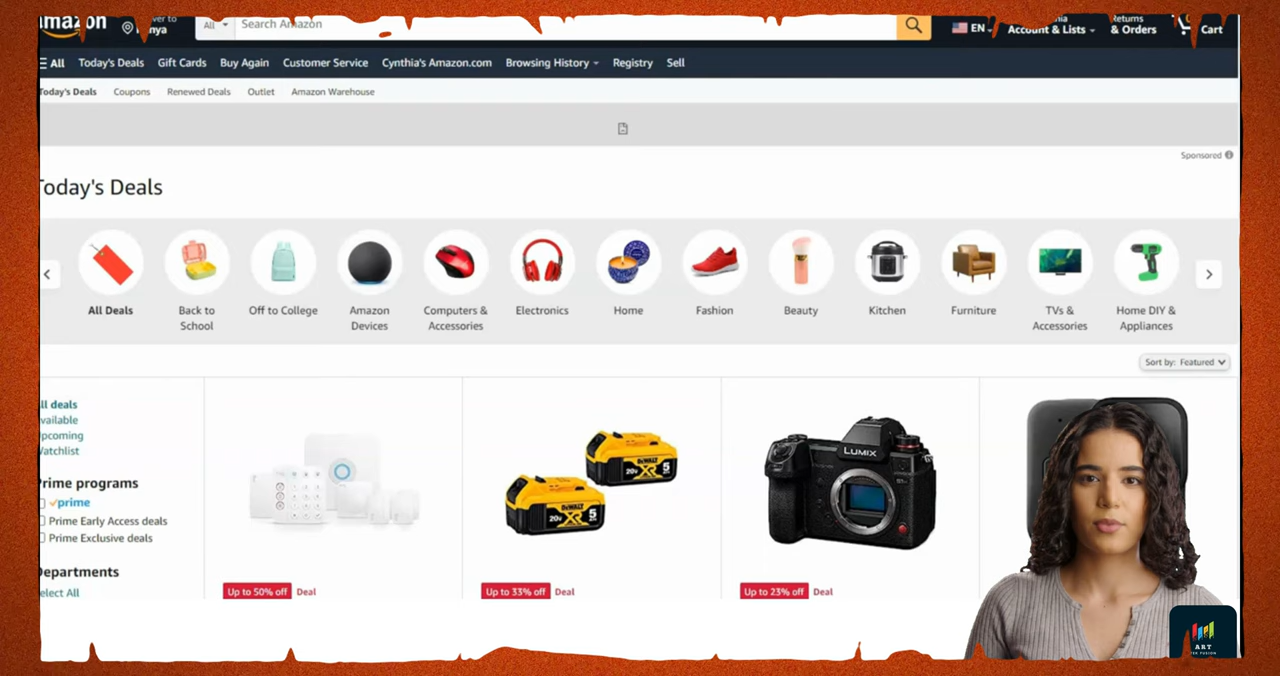 amazon
Kenya
All
Search Amazon
EN
Account & Lists
Returns
& Orders
Cart
All
Today's Deals
Gift Cards
Buy Again
Customer Service
Cynthia's Amazon.com
Browsing History
Registry
Sell
Today's Deals
Coupons
Renewed Deals
Outlet
Amazon Warehouse
Sponsored
Today's Deals
All Deals
Back to
School
Off to College
Amazon
Devices
Computers &
Accessories
Electronics
Home
Fashion
Beauty
Kitchen
Furniture
TVs &
Accessories
Home DIY &
Appliances
Sort by: Featured
ll deals
vailable
pcoming
Watchlist
Prime programs
prime
Prime Early Access deals
Prime Exclusive deals
Departments
elect All
DEWALT
20V XR 5
DEWALT
20V XR 5
LUMIX
Up to 50% off Deal
Up to 33% off Deal
Up to 23% off Deal
ART